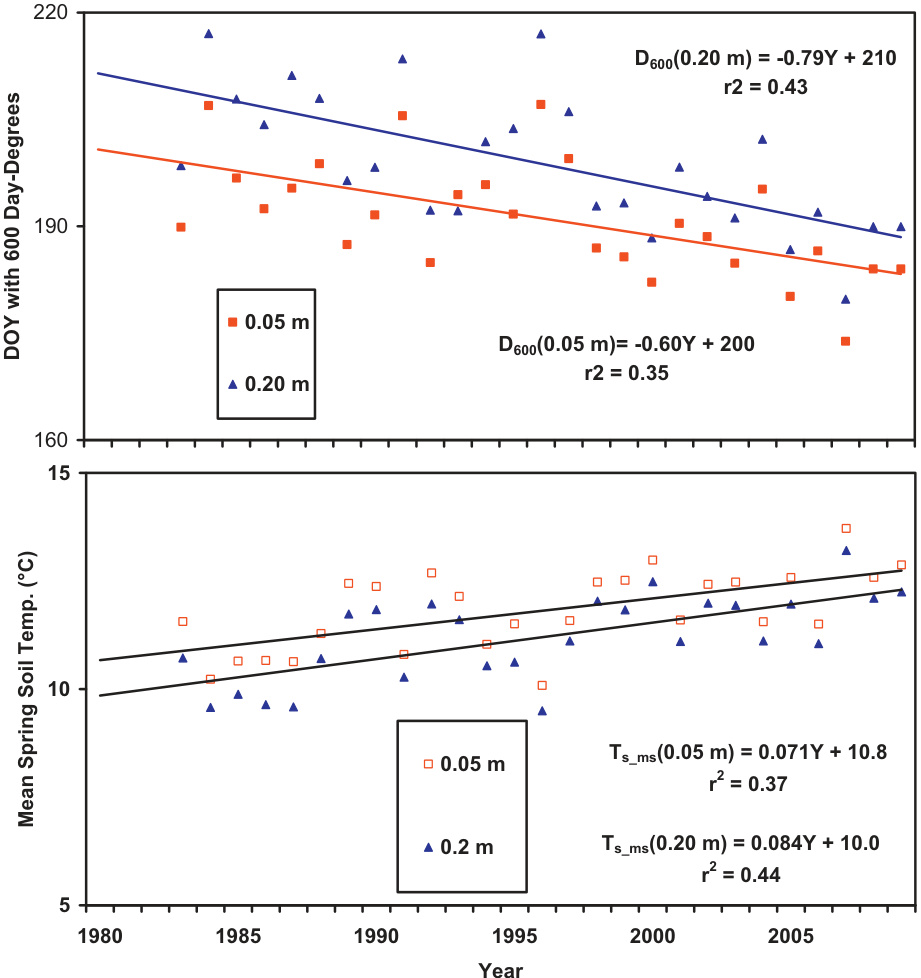 220
190
160
DOY with 600 Day-Degrees
D600(0.20 m) = -0.79Y + 210
r2 = 0.43
0.05 m
0.20 m
D600(0.05 m)= -0.60Y + 200
r2 = 0.35
15
10
5
Mean Spring Soil Temp. (°C)
0.05 m
0.2 m
Ts_ms(0.05 m) = 0.071Y + 10.8
r2 = 0.37
Ts_ms(0.20 m) = 0.084Y + 10.0
r2 = 0.44
1980 1985 1990 1995 2000 2005
Year